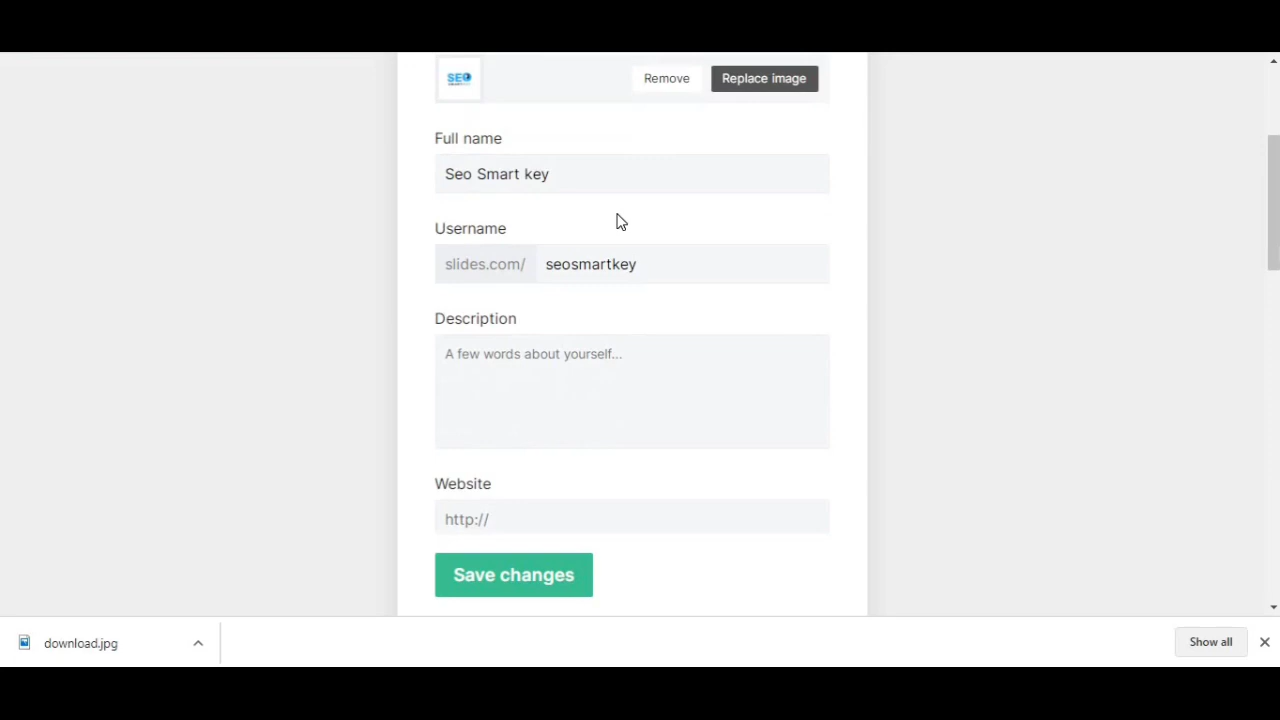 SEO
Remove
Replace image
Full name
Seo Smart key
Username
slides.com/ seosmartkey
Description
A few words about yourself...
Website
http://
Save changes
download.jpg
Show all